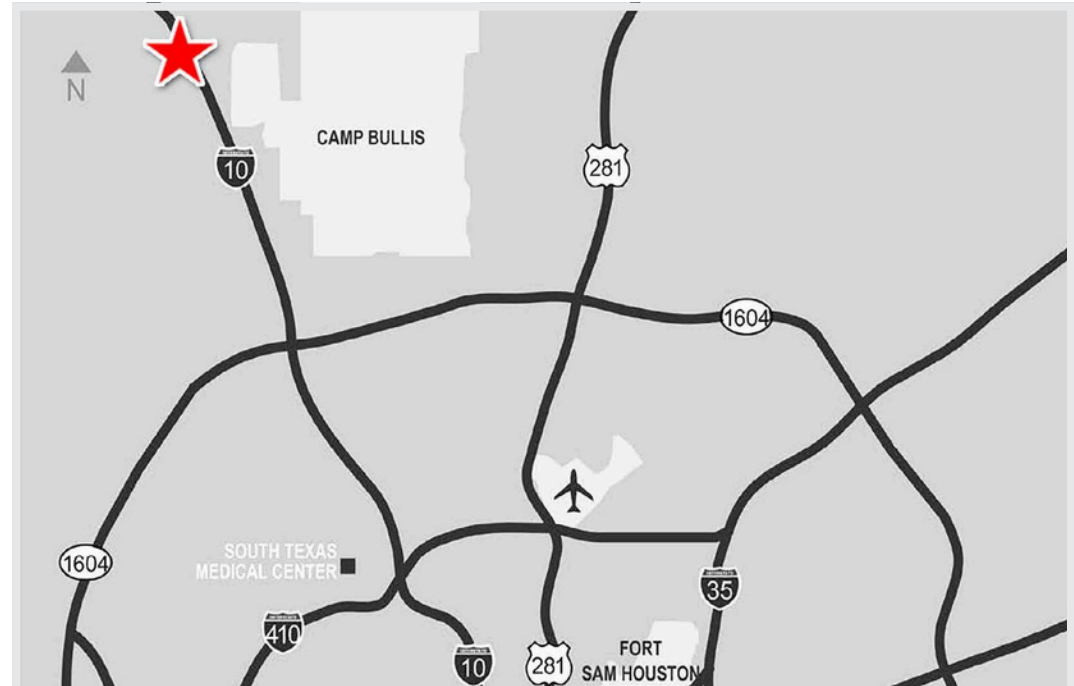 N
CAMP BULLIS
10
281
1604
SOUTH TEXAS
MEDICAL CENTER
1604
35
410
10
281
FORT
SAM HOUSTON